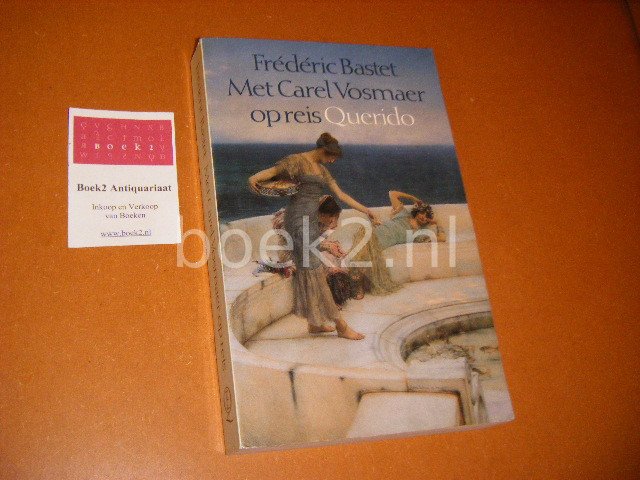 Frédéric Bastet
Met Carel Vosmaer
op reis Querido
BOEK2
Boek2 Antiquariaat
Inkoop en Verkoop
van Boeken
www.boek2.nl
boek2.nl